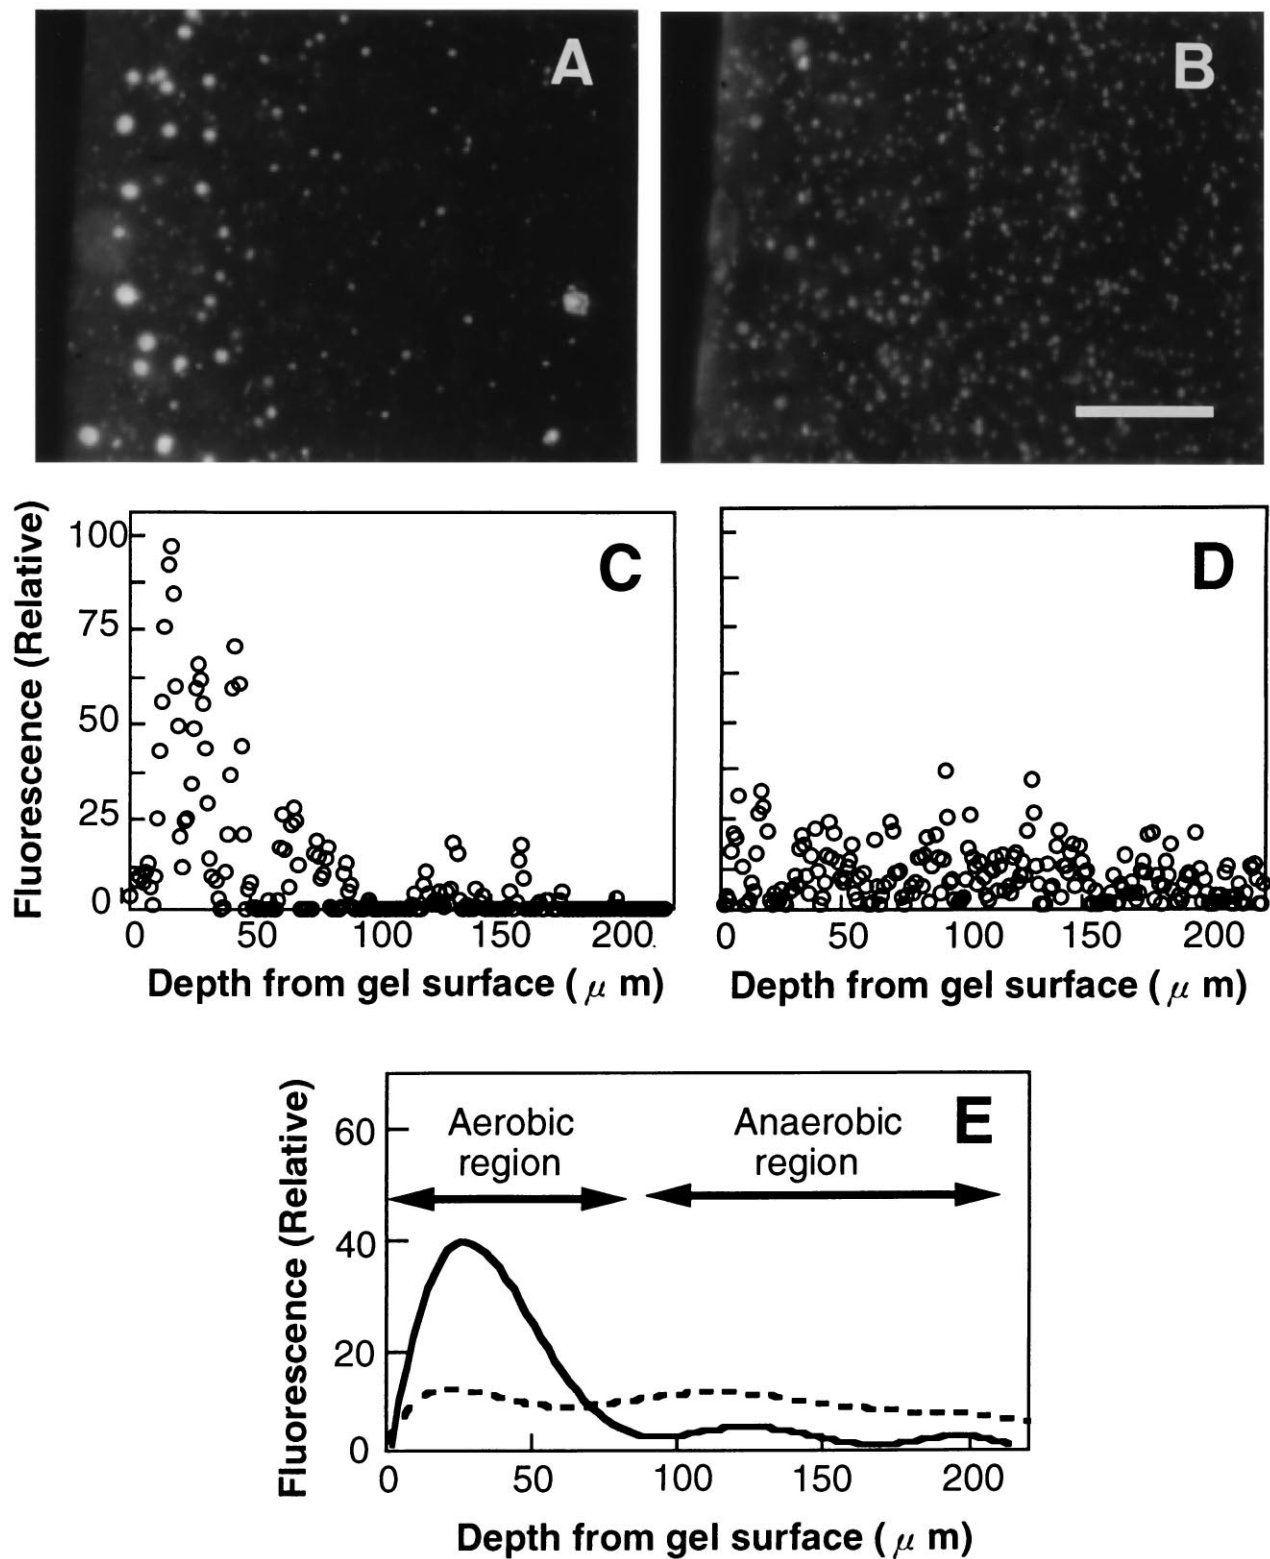 A
B
C
Fluorescence (Relative)
100
75
50
25
0
0 50 100 150 200
Depth from gel surface ( μ m)
D
0 50 100 150 200
Depth from gel surface ( μ m)
E
Aerobic region
Anaerobic region
Fluorescence (Relative)
60
40
20
0
0 50 100 150 200
Depth from gel surface ( μ m)